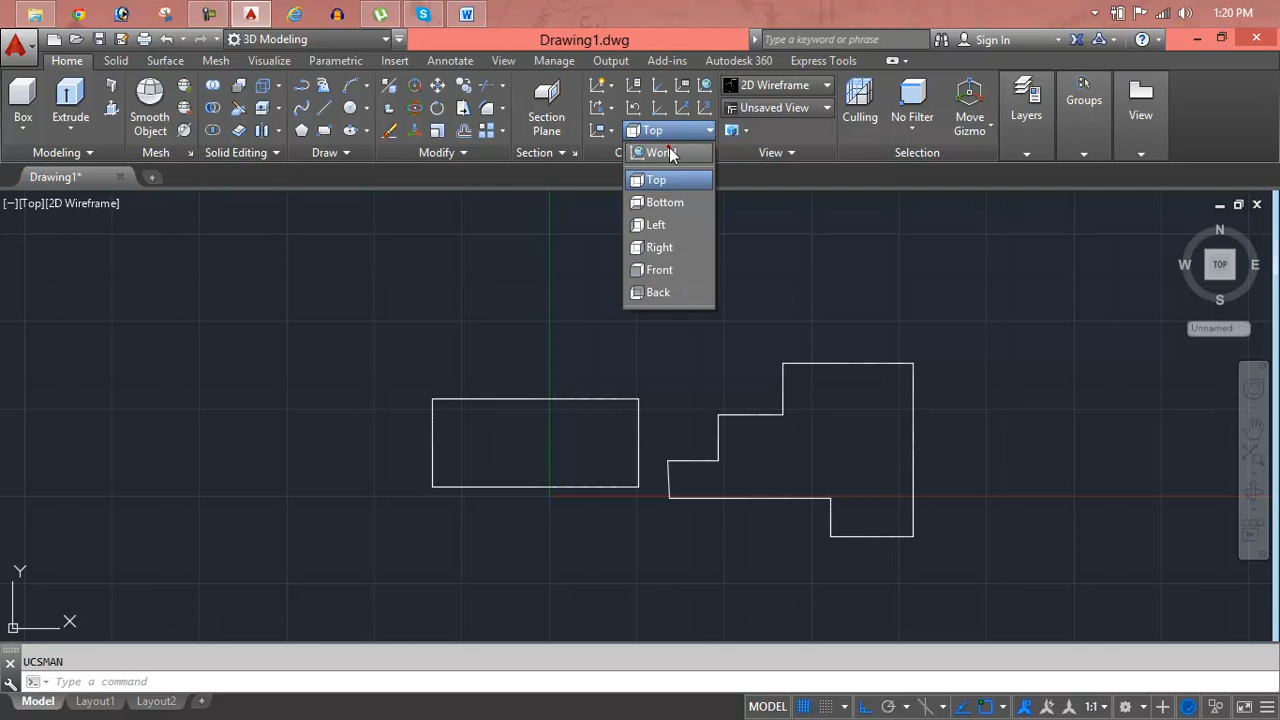 1:20 PM
3D Modeling
Drawing1.dwg
Type a keyword or phrase
Sign In
Home Solid Surface Mesh Visualize Parametric Insert Annotate View Manage Output Add-ins Autodesk 360 Express Tools
2D Wireframe
Unsaved View
Top
Box
Extrude
Smooth Object
Section Plane
Culling
No Filter
Move Gizmo
Layers
Groups
View
Modeling
Mesh
Draw
Modify
Section
View
Selection
World
Top
Bottom
Left
Right
Front
Back
Drawing1*
[−][Top][2D Wireframe]
N
W TOP E
S
Unnamed
Y
X
UCSMAN
Type a command
Model Layout1 Layout2
MODEL
1:1